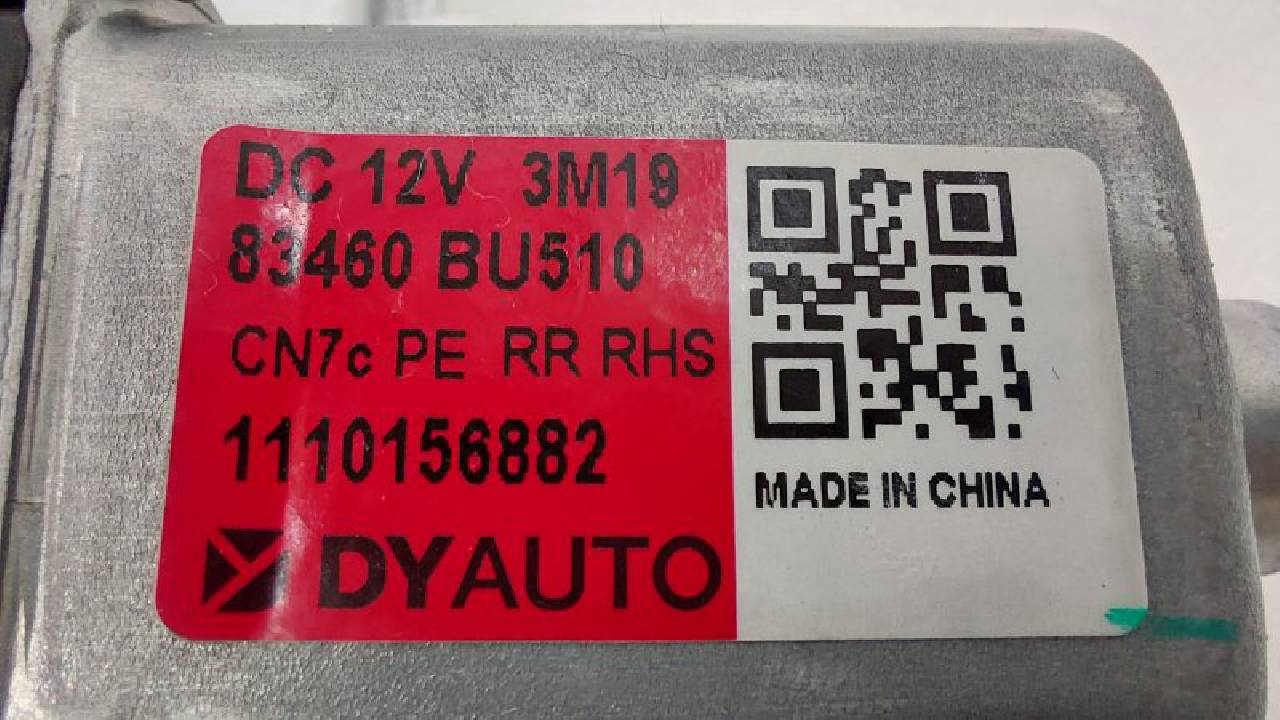 DC 12V 3M19
83460 BU510
CN7c PE RR RHS
1110156882
DYAUTO
MADE IN CHINA